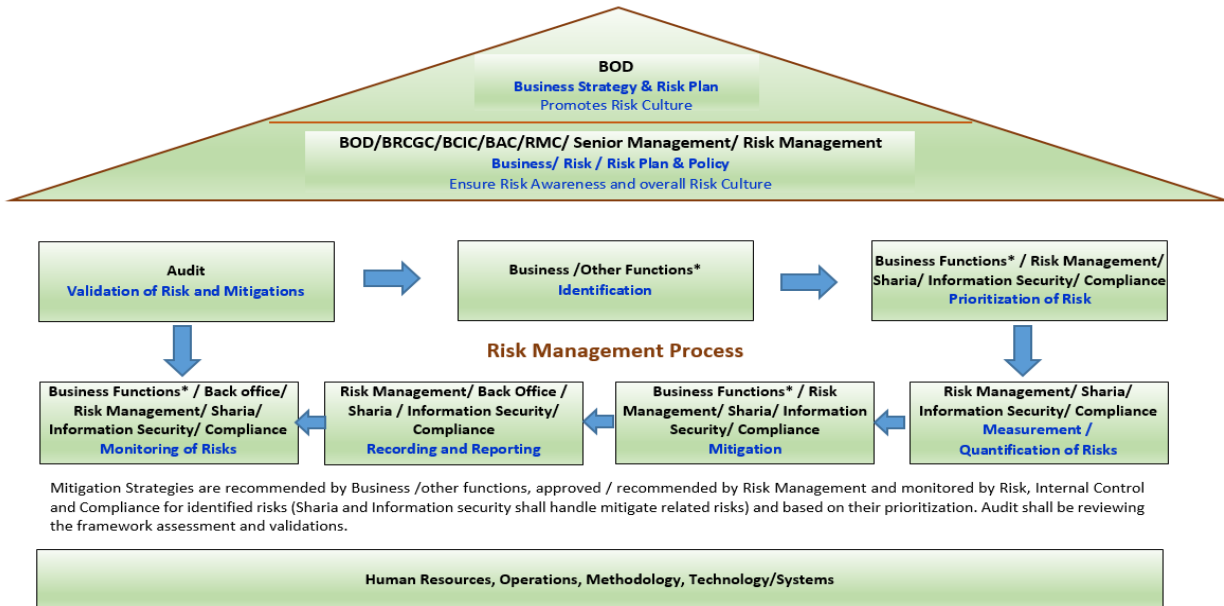 BOD
Business Strategy & Risk Plan
Promotes Risk Culture
BOD/BRCGC/BCIC/BAC/RMC/ Senior Management/ Risk Management
Business/ Risk / Risk Plan & Policy
Ensure Risk Awareness and overall Risk Culture
Audit
Validation of Risk and Mitigations
Business /Other Functions*
Identification
Business Functions* / Risk Management/
Sharia/ Information Security/ Compliance
Prioritization of Risk
Risk Management Process
Business Functions* / Back office/
Risk Management/ Sharia/
Information Security/ Compliance
Monitoring of Risks
Risk Management/ Back Office /
Sharia / Information Security/
Compliance
Recording and Reporting
Business Functions* / Risk
Management/ Sharia/ Information
Security/ Compliance
Mitigation
Risk Management/ Sharia/
Information Security/ Compliance
Measurement /
Quantification of Risks
Mitigation Strategies are recommended by Business /other functions, approved / recommended by Risk Management and monitored by Risk, Internal Control
and Compliance for identified risks (Sharia and Information security shall handle mitigate related risks) and based on their prioritization. Audit shall be reviewing
the framework assessment and validations.
Human Resources, Operations, Methodology, Technology/Systems